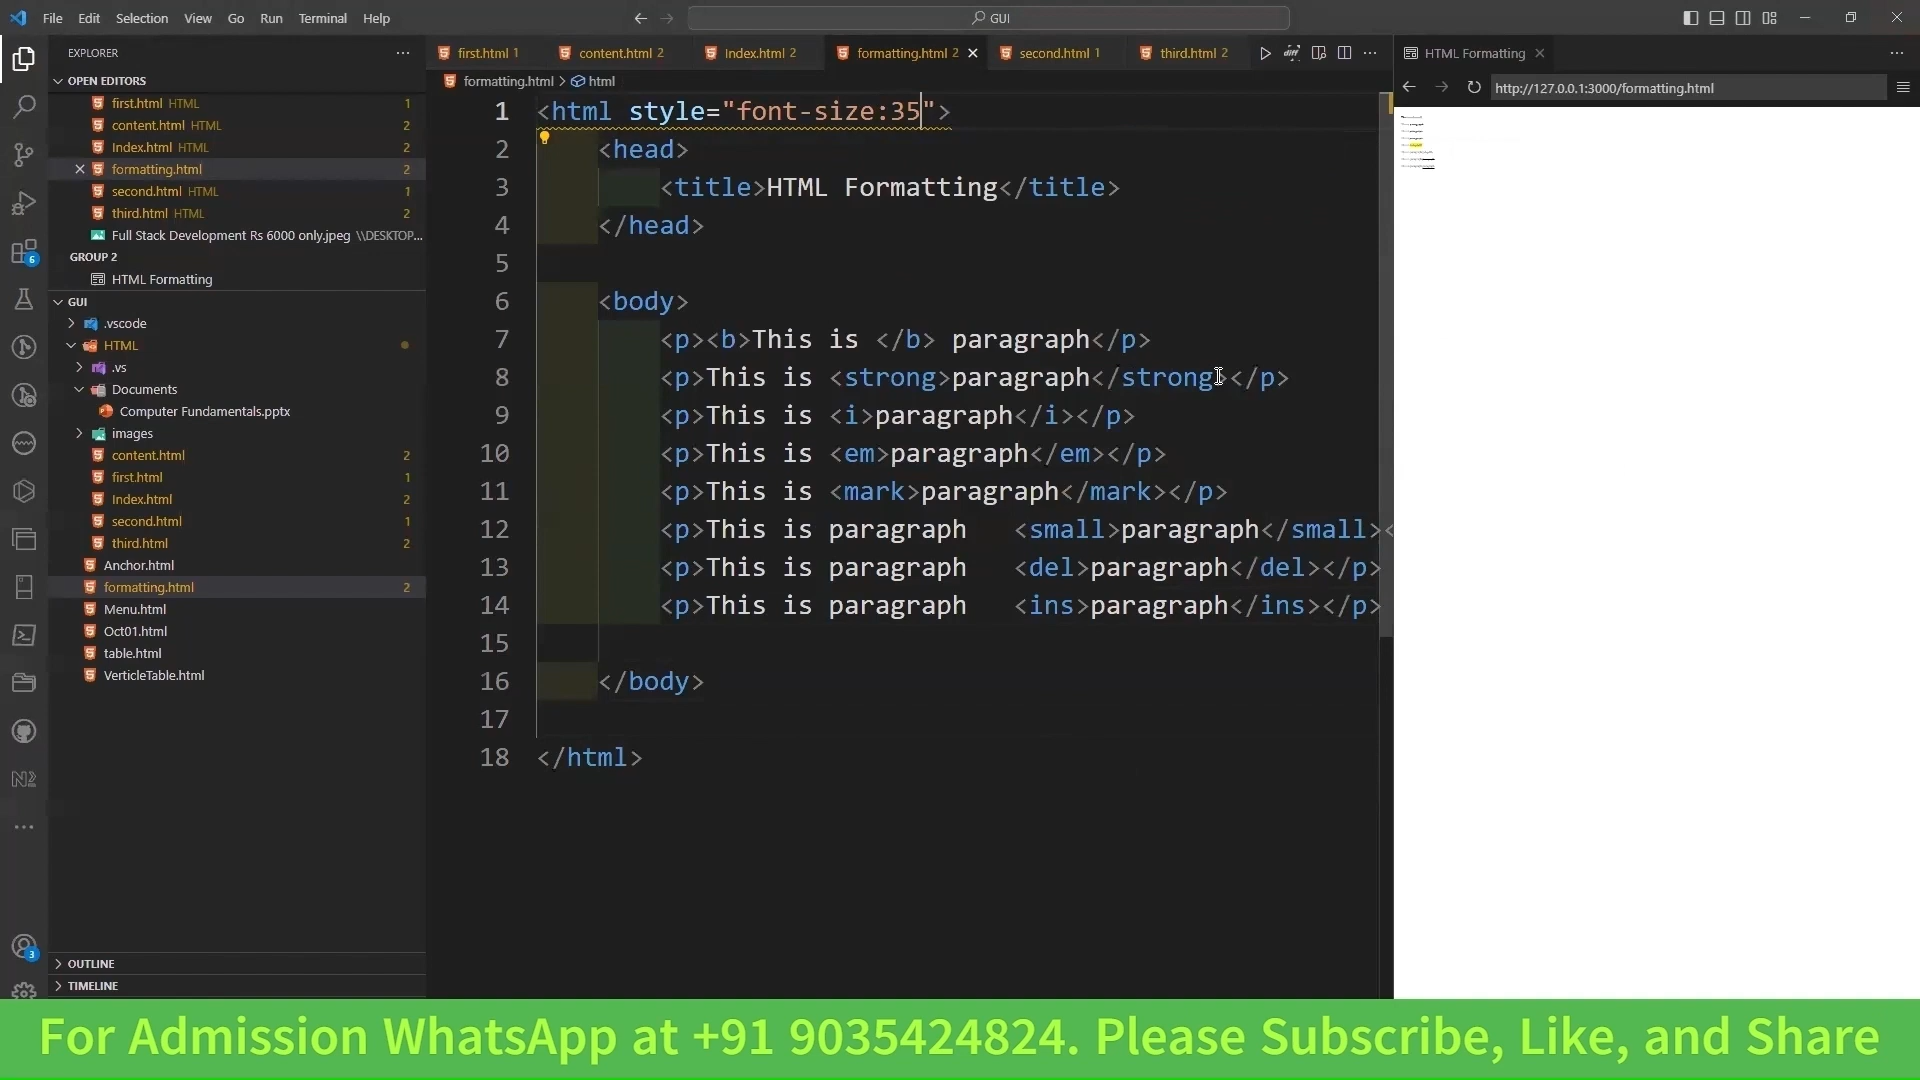 File Edit Selection View Go Run Terminal Help
GUI
EXPLORER
OPEN EDITORS
first.html HTML 1
content.html HTML 2
Index.html HTML 2
formatting.html 2
second.html HTML 1
third.html HTML 2
Full Stack Development Rs 6000 only.jpeg \\DESKTOP...
GROUP 2
HTML Formatting
GUI
.vscode
HTML
.vs
Documents
Computer Fundamentals.pptx
images
content.html 2
first.html 1
Index.html 2
second.html 1
third.html 2
Anchor.html
formatting.html 2
Menu.html
Oct01.html
table.html
VerticleTable.html
OUTLINE
TIMELINE
6
3
first.html 1 content.html 2 Index.html 2 formatting.html 2 second.html 1 third.html 2
formatting.html > html
1 <html style="font-size:35">
2 <head>
3 <title>HTML Formatting</title>
4 </head>
5
6 <body>
7 <p><b>This is </b> paragraph</p>
8 <p>This is <strong>paragraph</strong></p>
9 <p>This is <i>paragraph</i></p>
10 <p>This is <em>paragraph</em></p>
11 <p>This is <mark>paragraph</mark></p>
12 <p>This is paragraph <small>paragraph</small><
13 <p>This is paragraph <del>paragraph</del></p>
14 <p>This is paragraph <ins>paragraph</ins></p>
15
16 </body>
17
18 </html>
HTML Formatting
http://127.0.0.1:3000/formatting.html
For Admission WhatsApp at +91 9035424824. Please Subscribe, Like, and Share